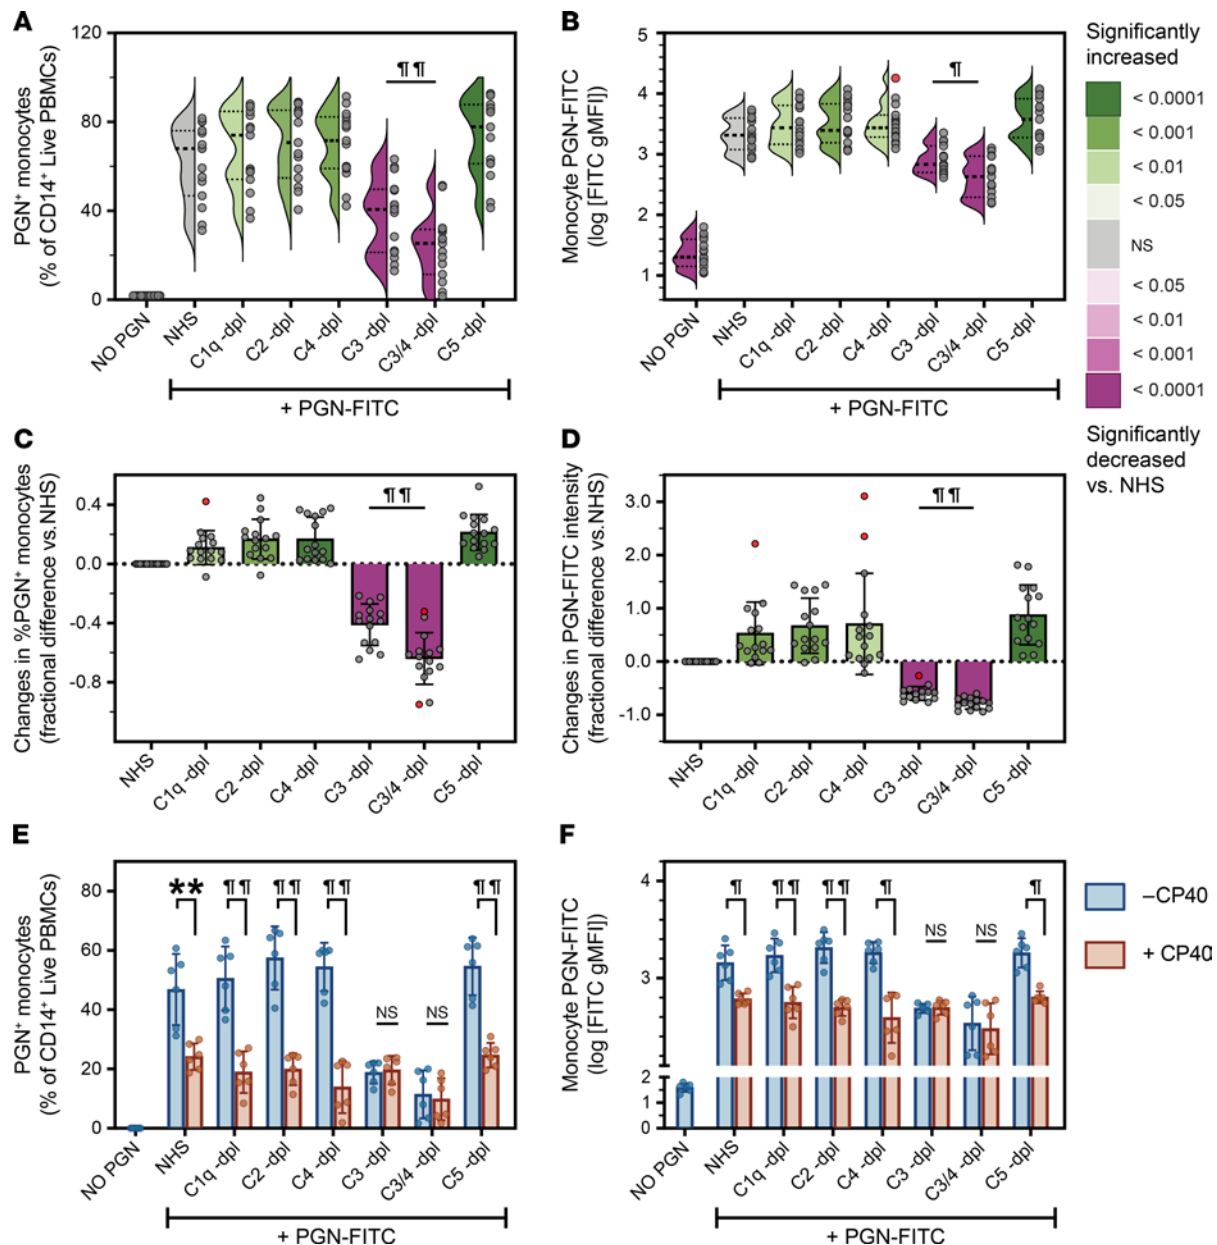 A
PGN⁺ monocytes
(% of CD14⁺ Live PBMCs)
120
80
40
0
¶ ¶
NO PGN
NHS
C1q -dpl
C2 -dpl
C4 -dpl
C3 -dpl
C3/4 -dpl
C5 -dpl
+ PGN-FITC
B
Monocyte PGN-FITC
(log [FITC gMFI])
5
4
3
2
1
¶
NO PGN
NHS
C1q -dpl
C2 -dpl
C4 -dpl
C3 -dpl
C3/4 -dpl
C5 -dpl
+ PGN-FITC
Significantly
increased
< 0.0001
< 0.001
< 0.01
< 0.05
NS
< 0.05
< 0.01
< 0.001
< 0.0001
Significantly
decreased
vs. NHS
C
Changes in %PGN⁺ monocytes
(fractional difference vs.NHS)
0.4
0.0
-0.4
-0.8
¶ ¶
NHS
C1q -dpl
C2 -dpl
C4 -dpl
C3 -dpl
C3/4 -dpl
C5 -dpl
D
Changes in PGN-FITC intensity
(fractional difference vs.NHS)
3.0
2.0
1.0
0.0
-1.0
¶ ¶
NHS
C1q -dpl
C2 -dpl
C4 -dpl
C3 -dpl
C3/4 -dpl
C5 -dpl
E
PGN⁺ monocytes
(% of CD14⁺ Live PBMCs)
80
60
40
20
0
** ¶ ¶ ¶ ¶ ¶ ¶ NS NS ¶ ¶
NO PGN
NHS
C1q -dpl
C2 -dpl
C4 -dpl
C3 -dpl
C3/4 -dpl
C5 -dpl
+ PGN-FITC
F
Monocyte PGN-FITC
(log [FITC gMFI])
4
3
2
1
0
¶ ¶ ¶ ¶ ¶ ¶ NS NS ¶
NO PGN
NHS
C1q -dpl
C2 -dpl
C4 -dpl
C3 -dpl
C3/4 -dpl
C5 -dpl
+ PGN-FITC
–CP40
+ CP40